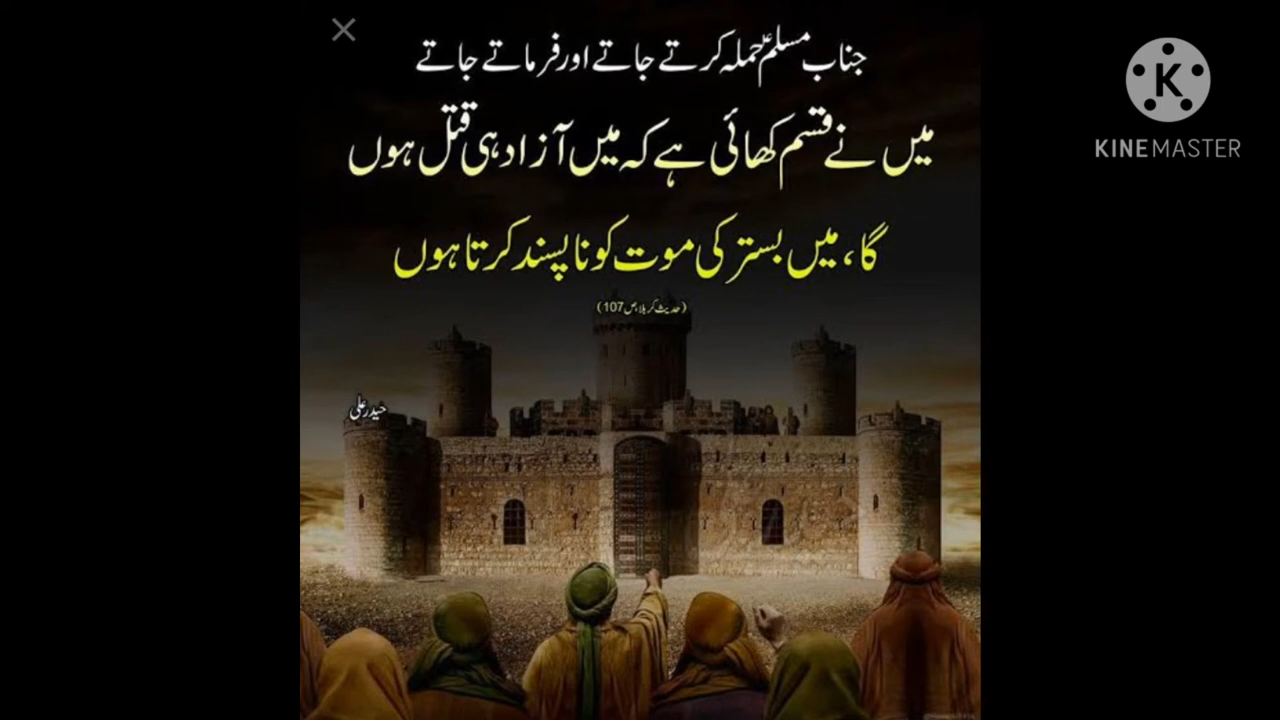 جناب مسلمؑ حملہ کرتے جاتے اور فرماتے جاتے
میں نے قسم کھائی ہے کہ میں آزاد ہی قتل ہوں
گا، میں بستر کی موت کو ناپسند کرتا ہوں
(حدیث کربلا ص 107)
حیدر علی
K
KINEMASTER